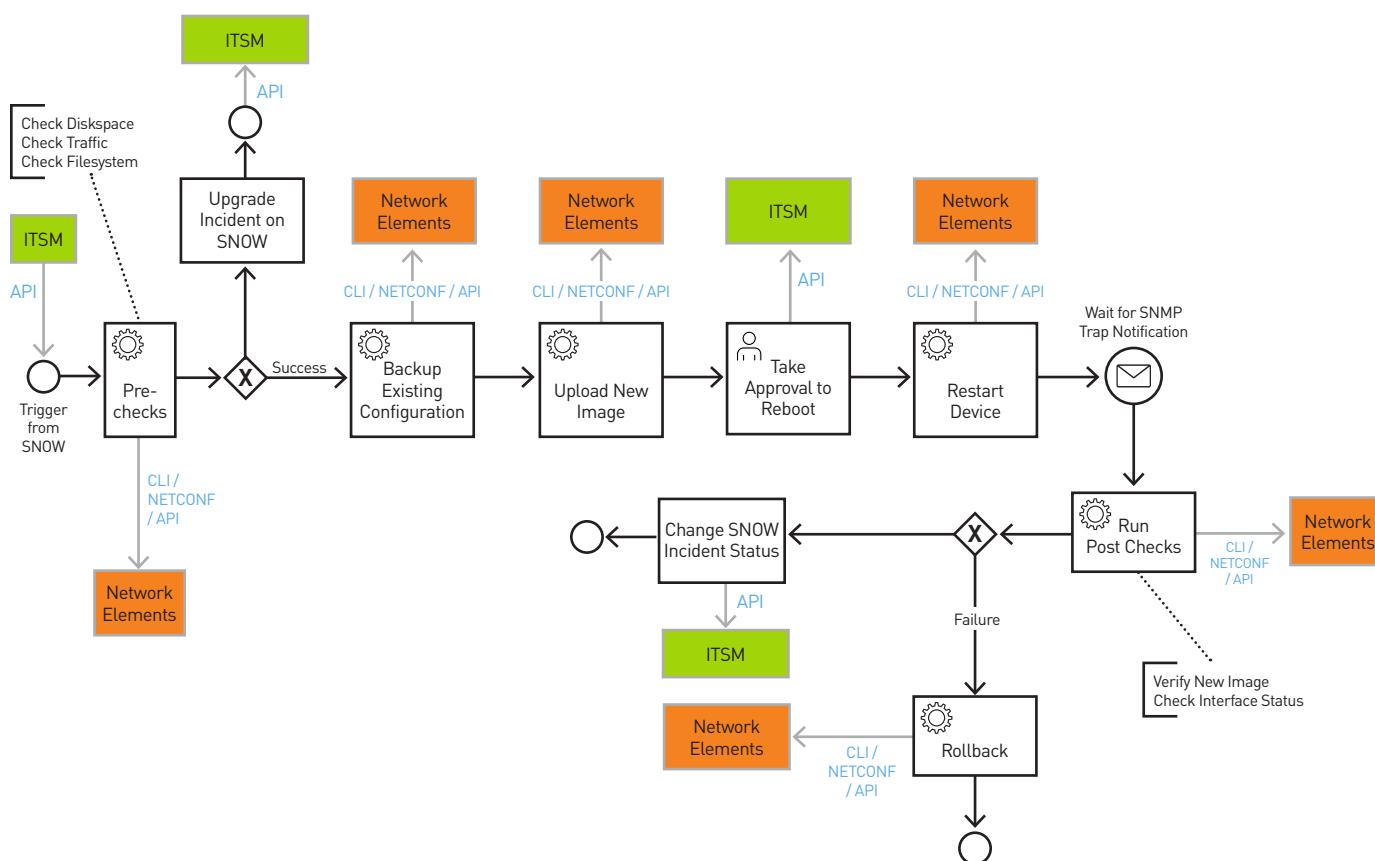 ITSM
API
Check Diskspace
Check Traffic
Check Filesystem
Upgrade
Incident on
SNOW
Network
Elements
Network
Elements
ITSM
Network
Elements
ITSM
API
CLI / NETCONF / API
CLI / NETCONF / API
API
CLI / NETCONF / API
Trigger
from
SNOW
Pre-
checks
X
Success
Backup
Existing
Configuration
Upload New
Image
Take
Approval to
Reboot
Restart
Device
Wait for SNMP
Trap Notification
CLI /
NETCONF
/ API
Network
Elements
Change SNOW
Incident Status
X
Run
Post Checks
CLI /
NETCONF
/ API
Network
Elements
API
ITSM
Failure
Verify New Image
Check Interface Status
Network
Elements
CLI /
NETCONF
/ API
Rollback